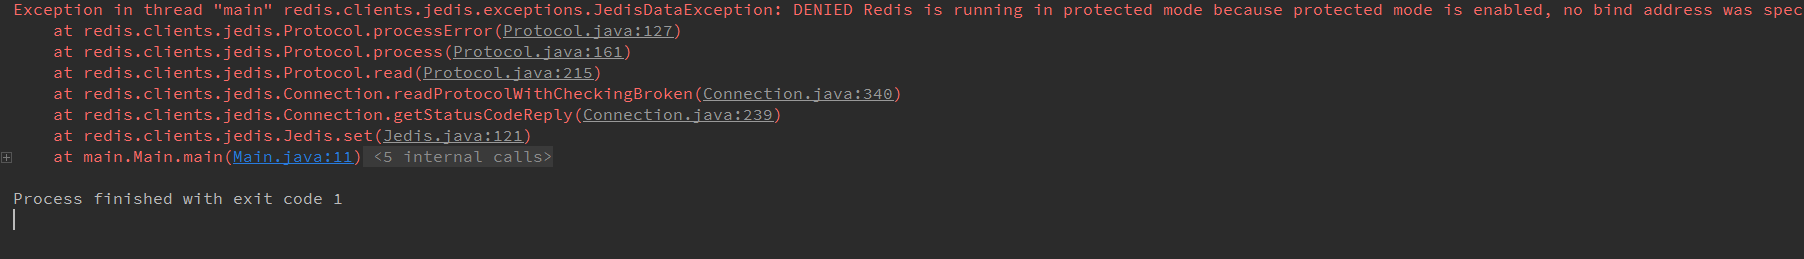 Exception in thread "main" redis.clients.jedis.exceptions.JedisDataException: DENIED Redis is running in protected mode because protected mode is enabled, no bind address was spec
at redis.clients.jedis.Protocol.processError(Protocol.java:127)
at redis.clients.jedis.Protocol.process(Protocol.java:161)
at redis.clients.jedis.Protocol.read(Protocol.java:215)
at redis.clients.jedis.Connection.readProtocolWithCheckingBroken(Connection.java:340)
at redis.clients.jedis.Connection.getStatusCodeReply(Connection.java:239)
at redis.clients.jedis.Jedis.set(Jedis.java:121)
at main.Main.main(Main.java:11) <5 internal calls>
Process finished with exit code 1